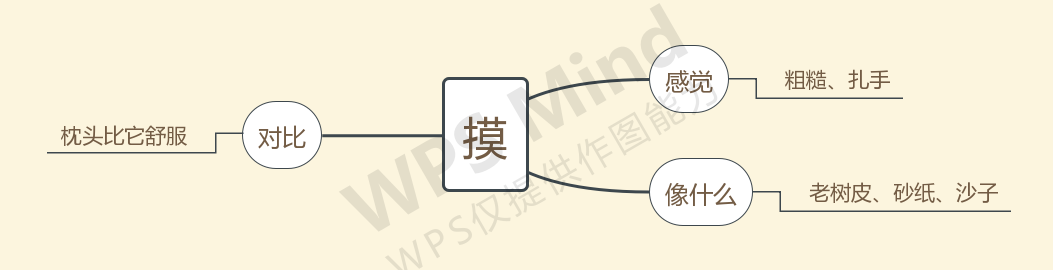 摸
感觉
粗糙、扎手
像什么
老树皮、砂纸、沙子
对比
枕头比它舒服
WPS Mind
WPS仅提供作图能力